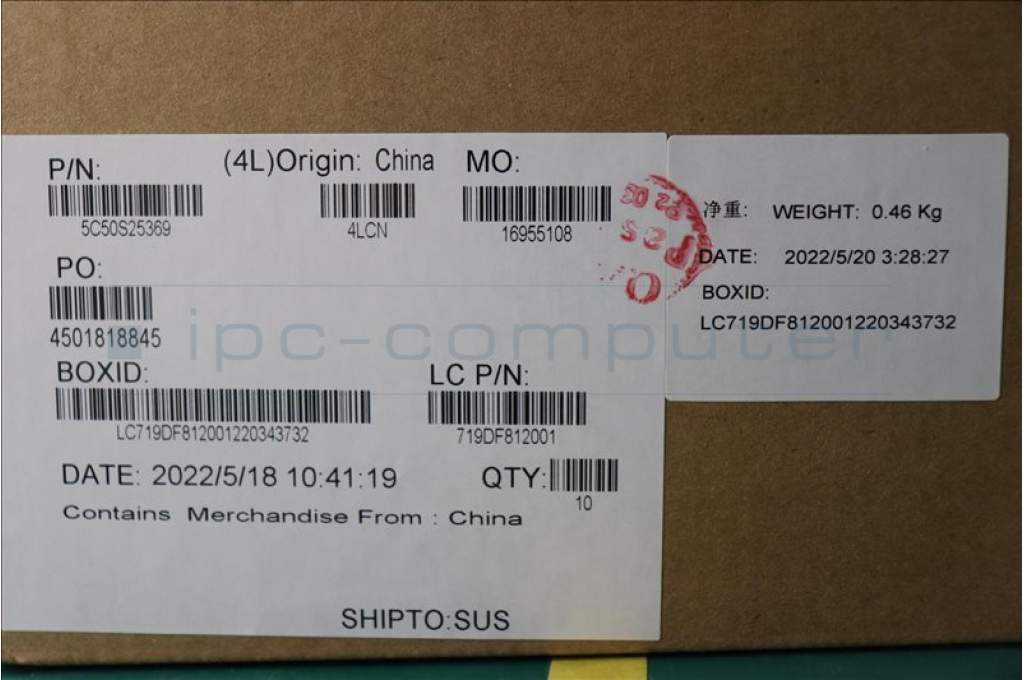 P/N: (4L)Origin: China MO:
5C50S25369 4LCN 16955108
PO:
4501818845
BOXID: LC P/N:
LC719DF812001220343732 719DF812001
DATE: 2022/5/18 10:41:19 QTY:
10
Contains Merchandise From : China
SHIPTO:SUS
净重: WEIGHT: 0.46 Kg
DATE: 2022/5/20 3:28:27
BOXID:
LC719DF812001220343732
ipc-computer